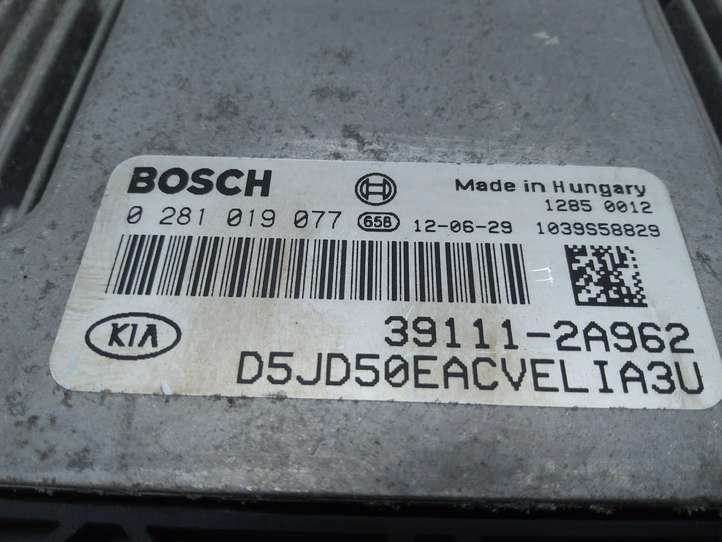 BOSCH
Made in Hungary
1285 0012
0 281 019 077 658 12-06-29 1039S58829
KIA
39111-2A962
D5JD50EACVELIA3U